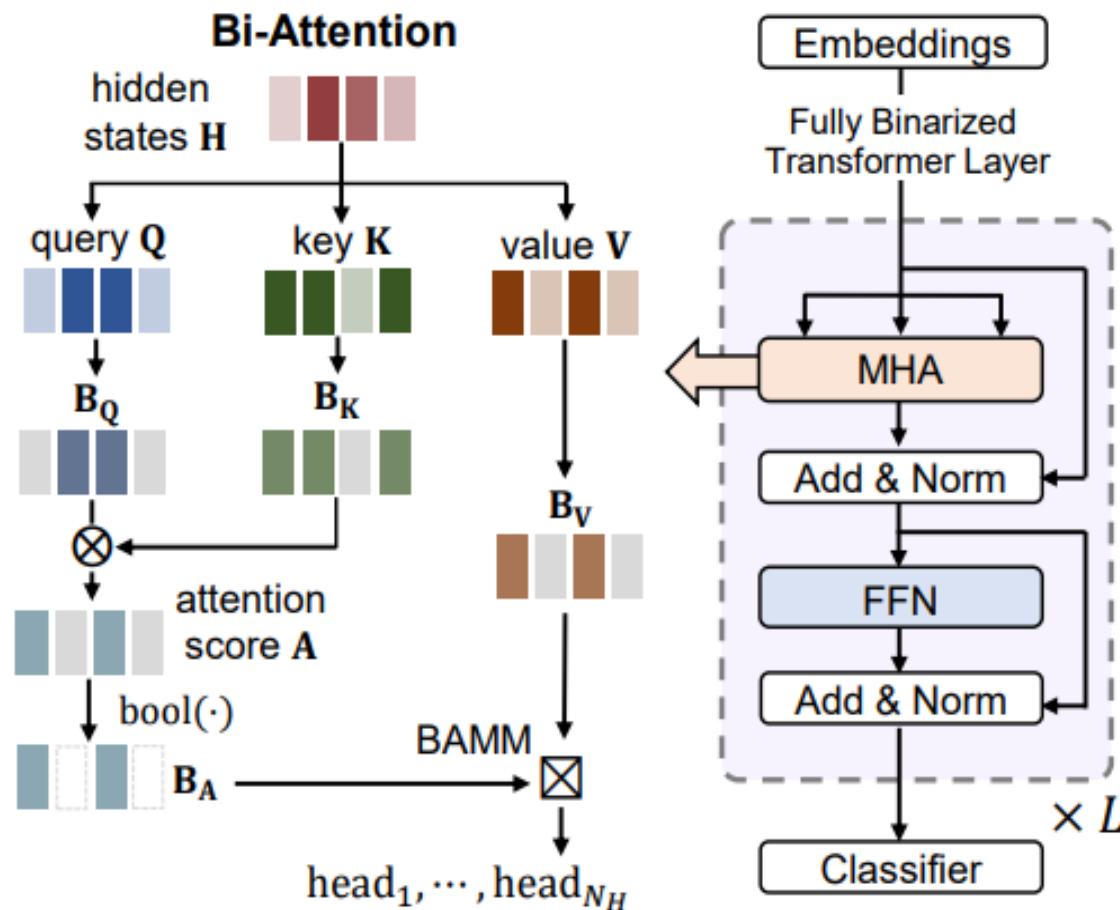 Bi-Attention
hidden
states H
query Q
key K
value V
B_Q
B_K
B_V
attention
score A
bool(·)
B_A
BAMM
head_1, ⋯, head_{N_H}
Embeddings
Fully Binarized
Transformer Layer
MHA
Add & Norm
FFN
Add & Norm
× L
Classifier